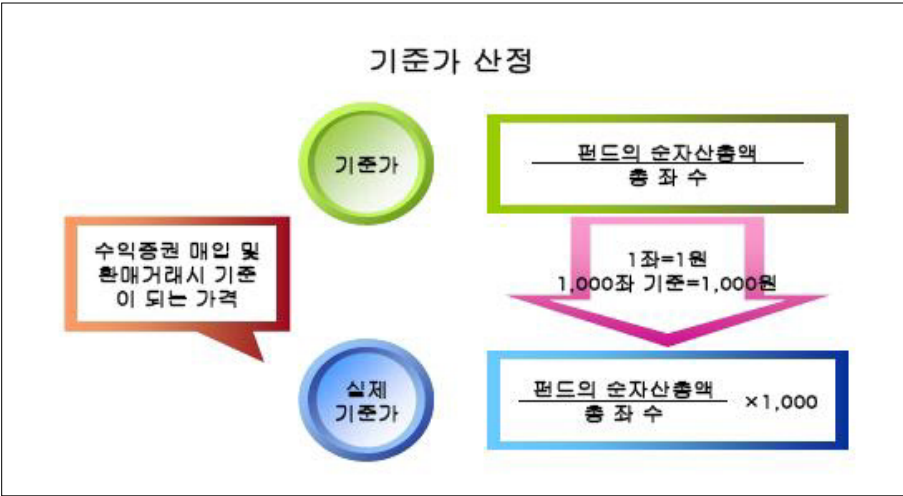 기준가 산정
기준가
펀드의 순자산총액
총 좌 수
수익증권 매입 및
환매거래시 기준
이 되는 가격
1좌=1원
1,000좌 기준=1,000원
실제
기준가
펀드의 순자산총액
총 좌 수
×1,000